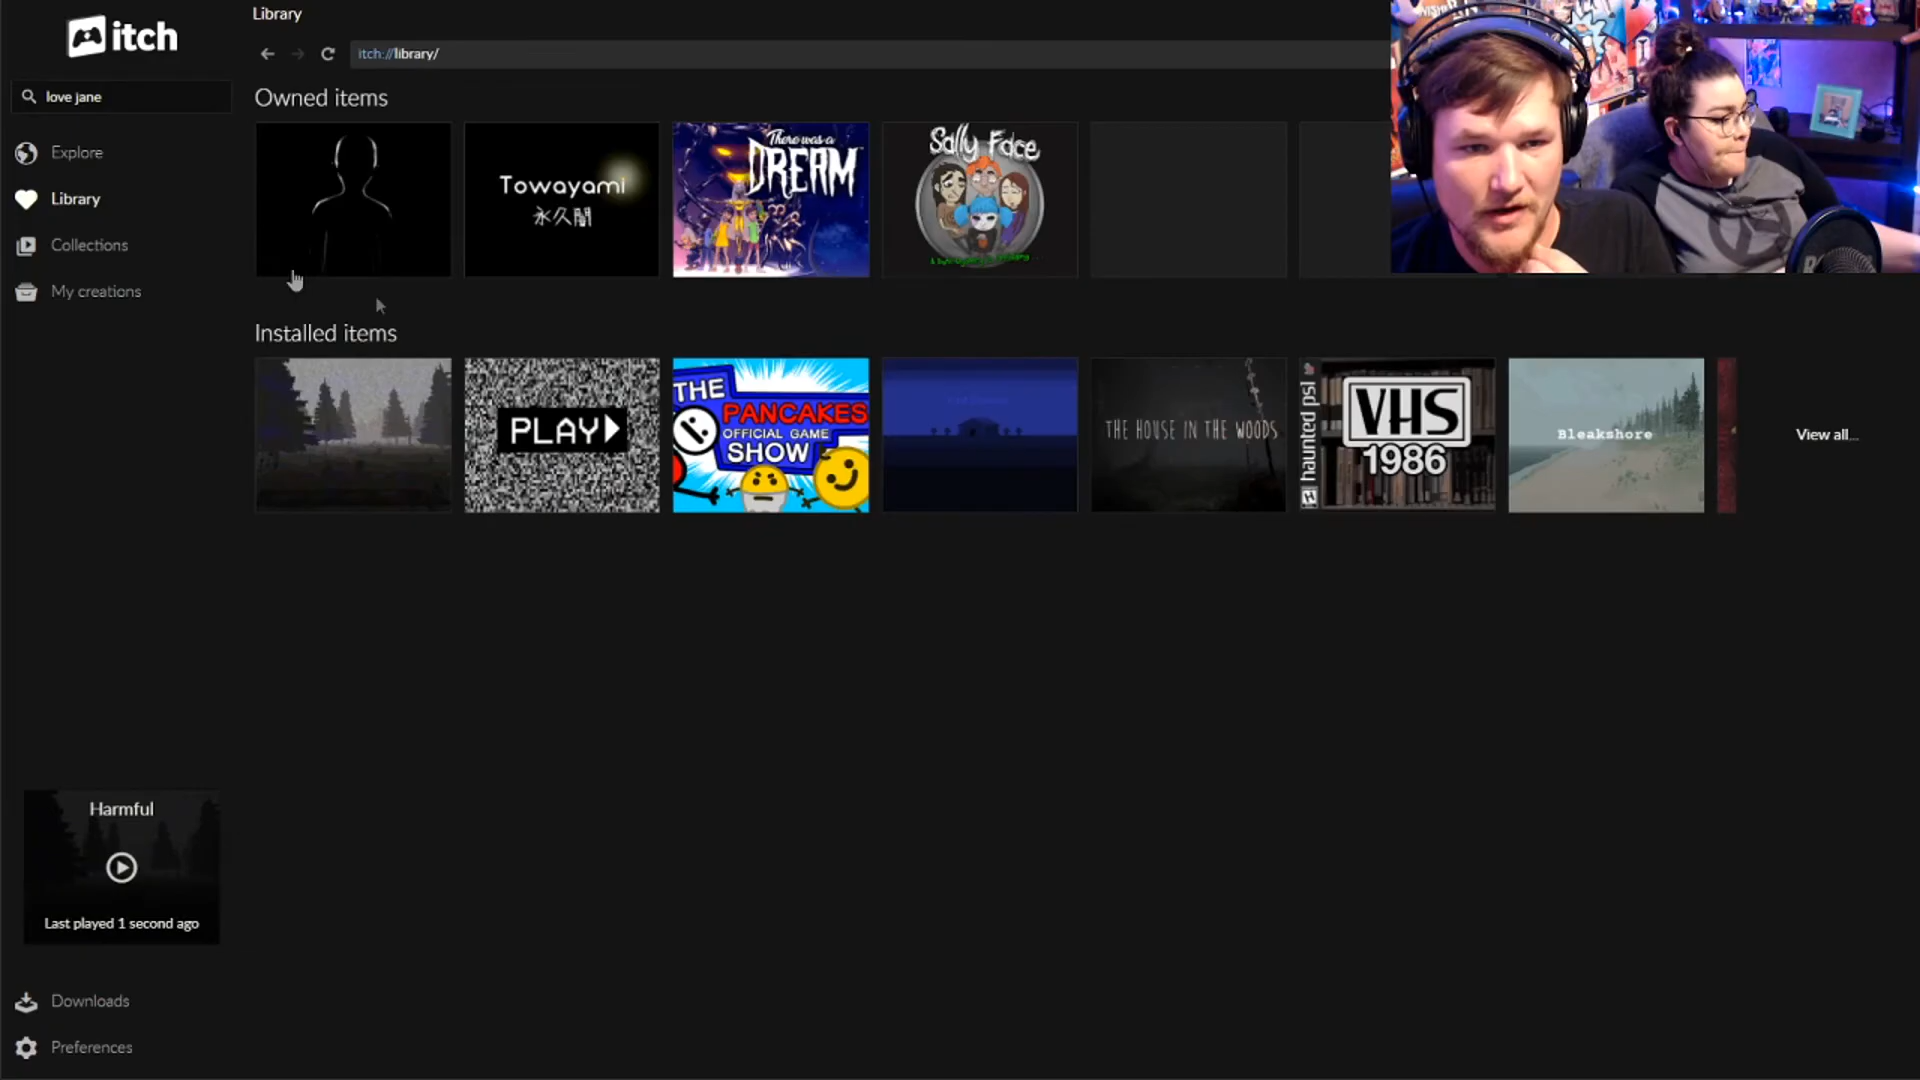 itch
Library
itch://library/
love jane
Explore
Library
Collections
My creations
Owned items
Towayami
永久闇
There was a
DREAM
Sally Face
Installed items
PLAY
THE
PANCAKES
OFFICIAL GAME
SHOW
THE HOUSE IN THE WOODS
haunted ps1
VHS
1986
Bleakshore
View all...
Harmful
Last played 1 second ago
Downloads
Preferences